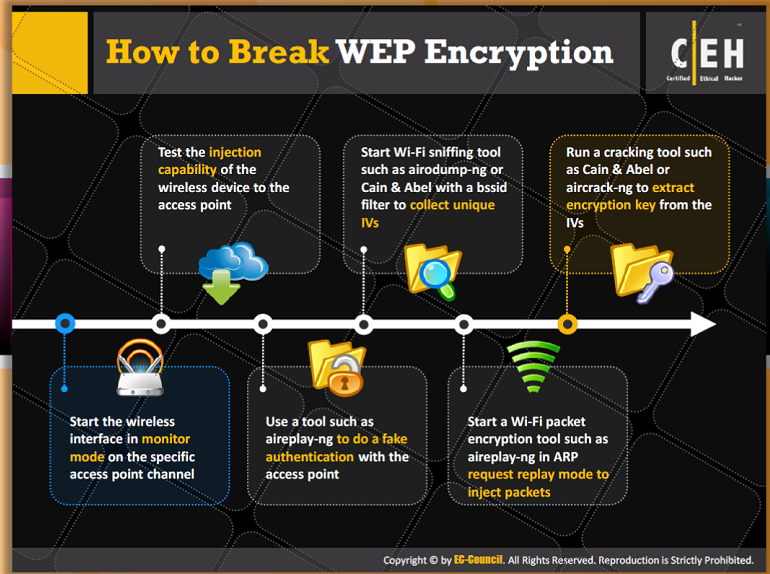 How to Break WEP Encryption
C|EH
™
Certified Ethical Hacker
Test the injection
capability of the
wireless device to the
access point
Start Wi-Fi sniffing tool
such as airodump-ng or
Cain & Abel with a bssid
filter to collect unique
IVs
Run a cracking tool such
as Cain & Abel or
aircrack-ng to extract
encryption key from the
IVs
Start the wireless
interface in monitor
mode on the specific
access point channel
Use a tool such as
aireplay-ng to do a fake
authentication with the
access point
Start a Wi-Fi packet
encryption tool such as
aireplay-ng in ARP
request replay mode to
inject packets
Copyright © by EC-Council. All Rights Reserved. Reproduction is Strictly Prohibited.